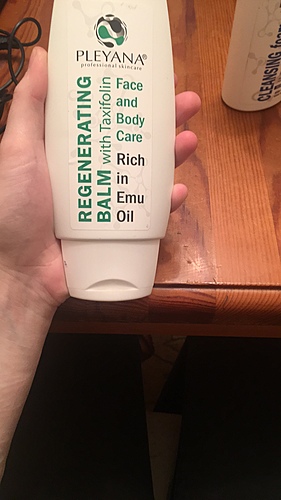 PLEYANA®
professional skincare
REGENERATING
BALM with Taxifolin
Face
and
Body
Care
Rich
in
Emu
Oil
CLEANSING